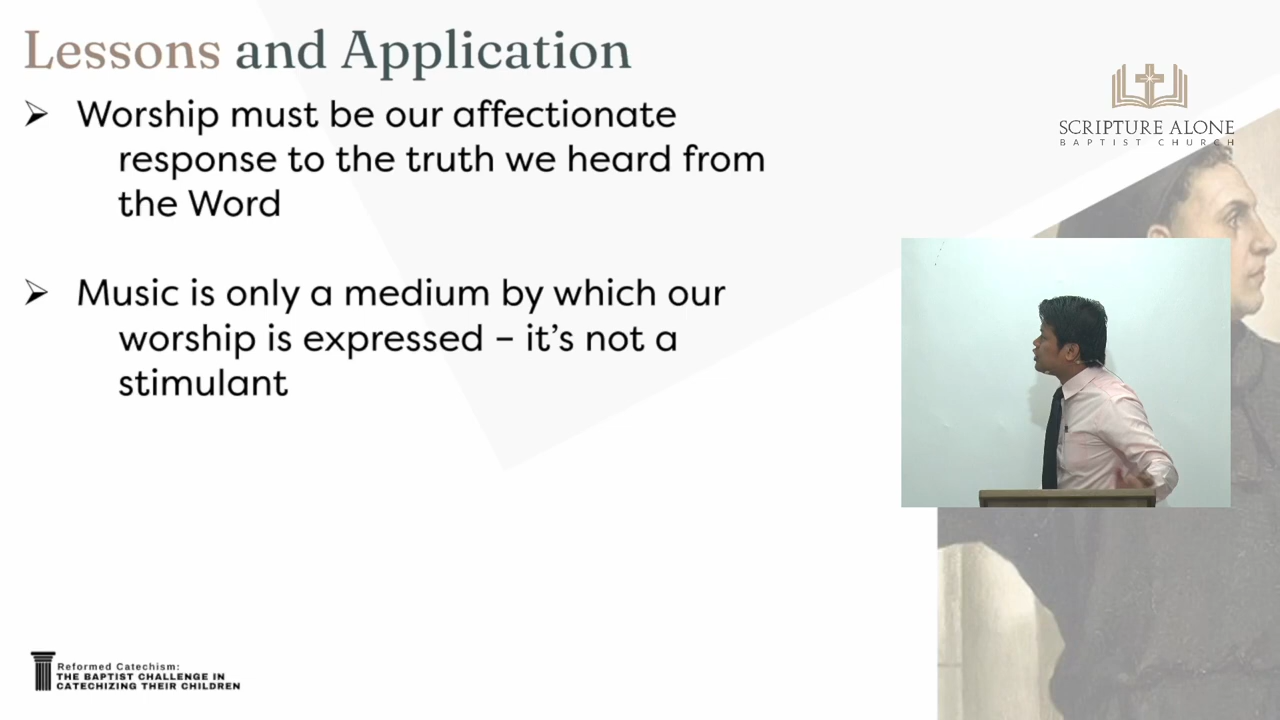 Lessons and Application
➢ Worship must be our affectionate
response to the truth we heard from
the Word
➢ Music is only a medium by which our
worship is expressed – it's not a
stimulant
SCRIPTURE ALONE
BAPTIST CHURCH
Reformed Catechism:
THE BAPTIST CHALLENGE IN
CATECHIZING THEIR CHILDREN